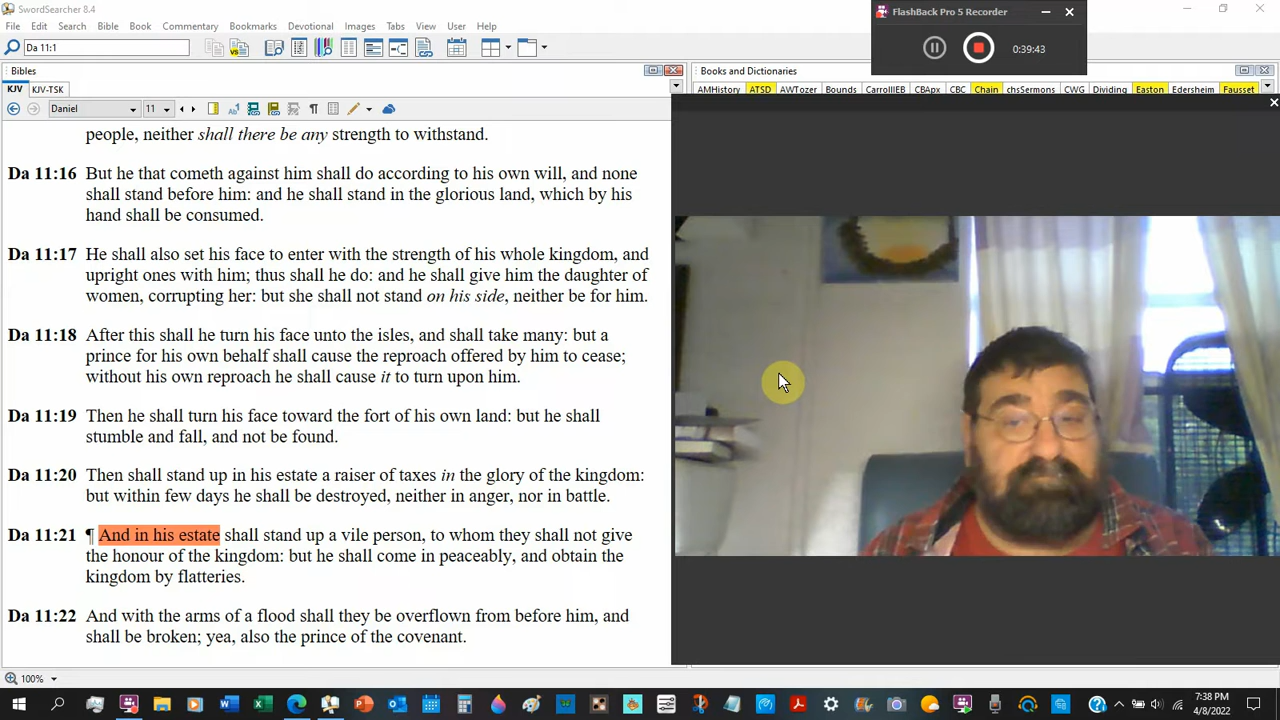 SwordSearcher 8.4
FlashBack Pro 5 Recorder
File Edit Search Bible Book Commentary Bookmarks Devotional Images Tabs View User Help
0:39:43
Da 11:1
Bibles
Books and Dictionaries
KJV KJV-TSK
AMHistory ATSD AWTozer Bounds CarrollEB CBApx CBC Chain chsSermons CWG Dividing Easton Edersheim Fausset
Daniel 11
people, neither shall there be any strength to withstand.
Da 11:16 But he that cometh against him shall do according to his own will, and none
shall stand before him: and he shall stand in the glorious land, which by his
hand shall be consumed.
Da 11:17 He shall also set his face to enter with the strength of his whole kingdom, and
upright ones with him; thus shall he do: and he shall give him the daughter of
women, corrupting her: but she shall not stand on his side, neither be for him.
Da 11:18 After this shall he turn his face unto the isles, and shall take many: but a
prince for his own behalf shall cause the reproach offered by him to cease;
without his own reproach he shall cause it to turn upon him.
Da 11:19 Then he shall turn his face toward the fort of his own land: but he shall
stumble and fall, and not be found.
Da 11:20 Then shall stand up in his estate a raiser of taxes in the glory of the kingdom:
but within few days he shall be destroyed, neither in anger, nor in battle.
Da 11:21 ¶ And in his estate shall stand up a vile person, to whom they shall not give
the honour of the kingdom: but he shall come in peaceably, and obtain the
kingdom by flatteries.
Da 11:22 And with the arms of a flood shall they be overflown from before him, and
shall be broken; yea, also the prince of the covenant.
100%
7:38 PM
4/8/2022